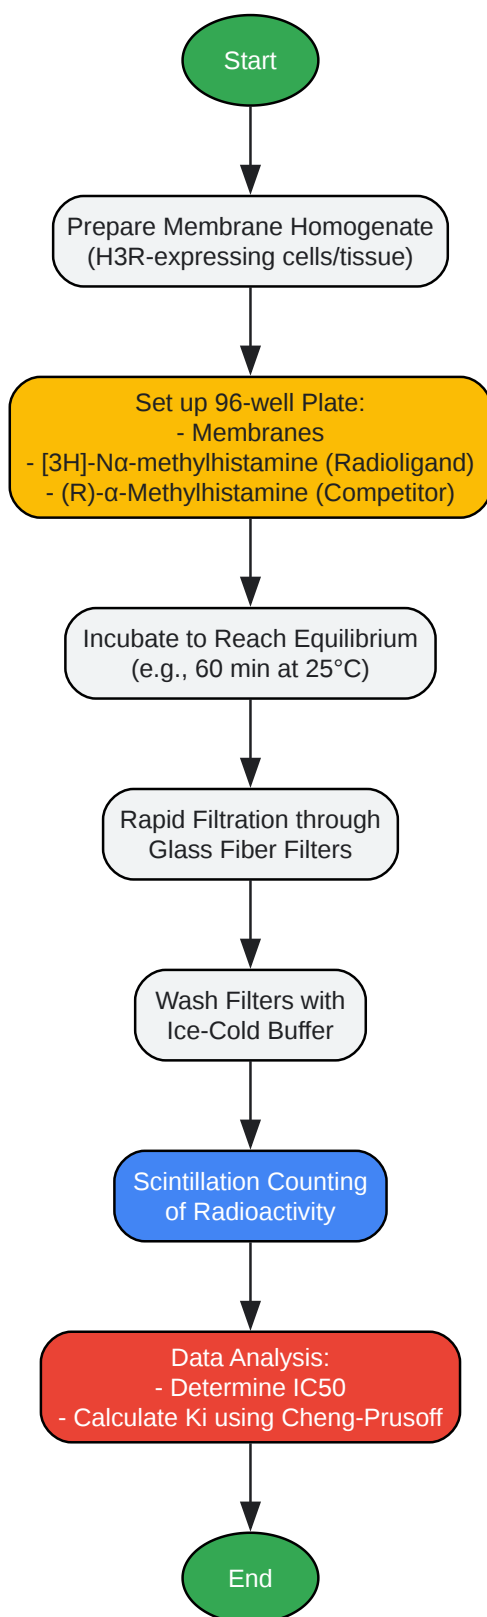 Start
Prepare Membrane Homogenate
(H3R-expressing cells/tissue)
Set up 96-well Plate:
- Membranes
- [3H]-Nα-methylhistamine (Radioligand)
- (R)-α-Methylhistamine (Competitor)
Incubate to Reach Equilibrium
(e.g., 60 min at 25°C)
Rapid Filtration through
Glass Fiber Filters
Wash Filters with
Ice-Cold Buffer
Scintillation Counting
of Radioactivity
Data Analysis:
- Determine IC50
- Calculate Ki using Cheng-Prusoff
End